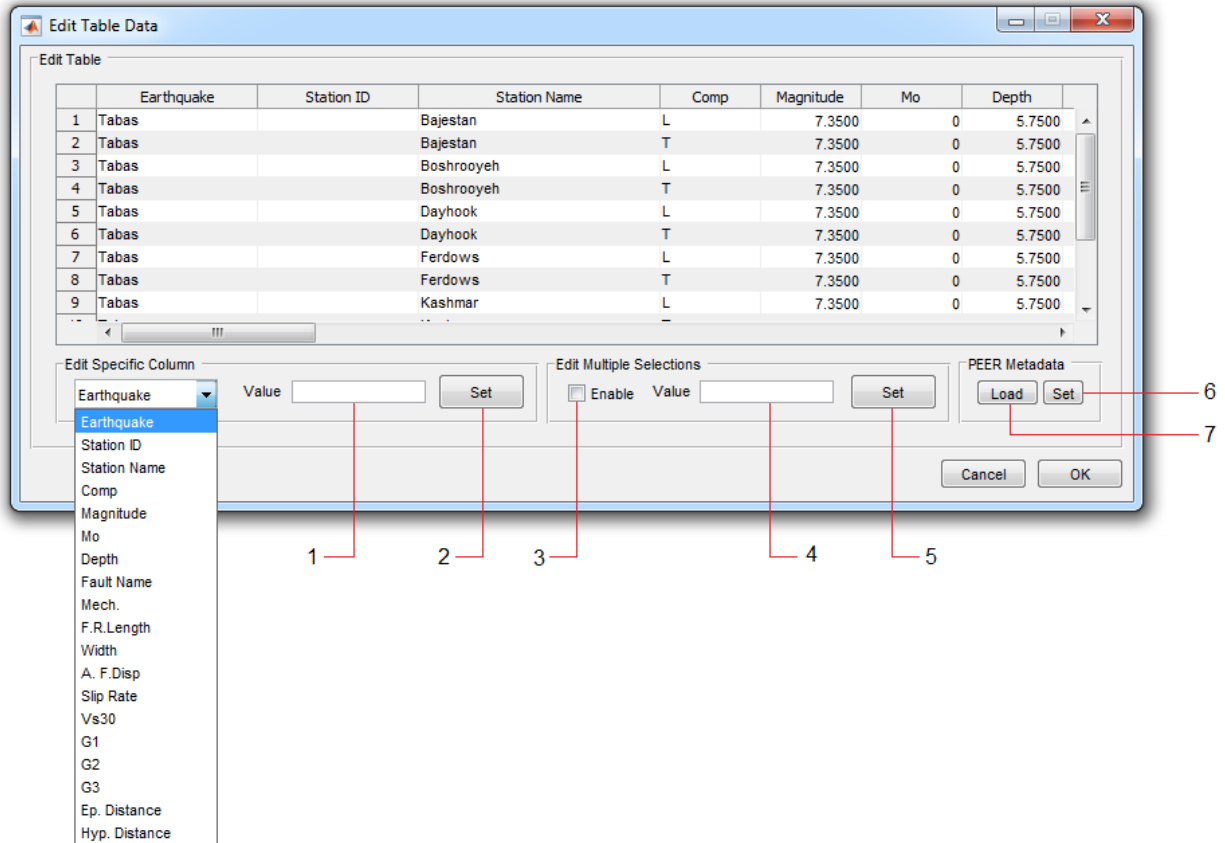 Edit Table Data
Edit Table
Earthquake Station ID Station Name Comp Magnitude Mo Depth
1 Tabas Bajestan L 7.3500 0 5.7500
2 Tabas Bajestan T 7.3500 0 5.7500
3 Tabas Boshrooyeh L 7.3500 0 5.7500
4 Tabas Boshrooyeh T 7.3500 0 5.7500
5 Tabas Dayhook L 7.3500 0 5.7500
6 Tabas Dayhook T 7.3500 0 5.7500
7 Tabas Ferdows L 7.3500 0 5.7500
8 Tabas Ferdows T 7.3500 0 5.7500
9 Tabas Kashmar L 7.3500 0 5.7500
Edit Specific Column Edit Multiple Selections PEER Metadata
Earthquake Value Set Enable Value Set Load Set 6
7
Earthquake
Station ID
Station Name
Cancel OK
Comp
Magnitude
Mo
Depth 1 2 3 4 5
Fault Name
Mech.
F.R.Length
Width
A. F.Disp
Slip Rate
Vs30
G1
G2
G3
Ep. Distance
Hyp. Distance